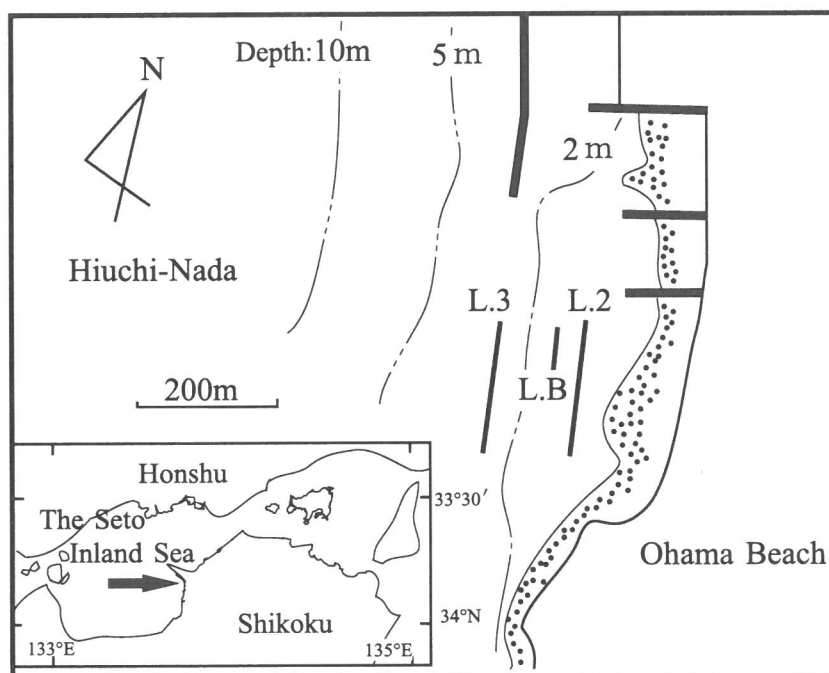 Depth:10m
5 m
N
2 m
Hiuchi-Nada
L.3
L.2
L.B
200m
Honshu
33°30′
The Seto
Inland Sea
Ohama Beach
Shikoku
34°N
133°E
135°E